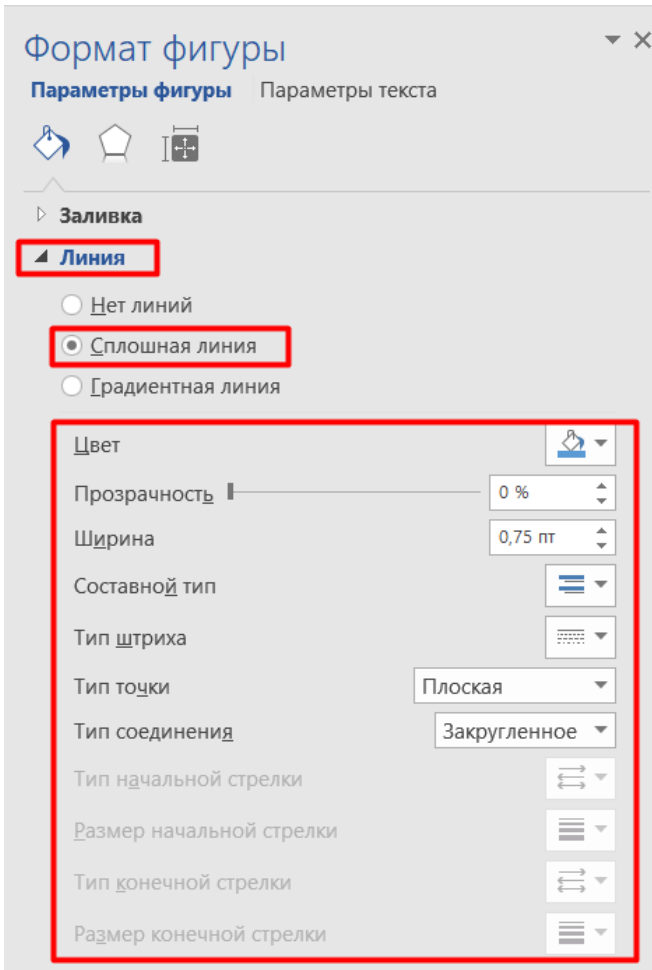 Формат фигуры
Параметры фигуры Параметры текста
Заливка
Линия
Нет линий
Сплошная линия
Градиентная линия
Цвет
Прозрачность 0 %
Ширина 0,75 пт
Составной тип
Тип штриха
Тип точки Плоская
Тип соединения Закругленное
Тип начальной стрелки
Размер начальной стрелки
Тип конечной стрелки
Размер конечной стрелки